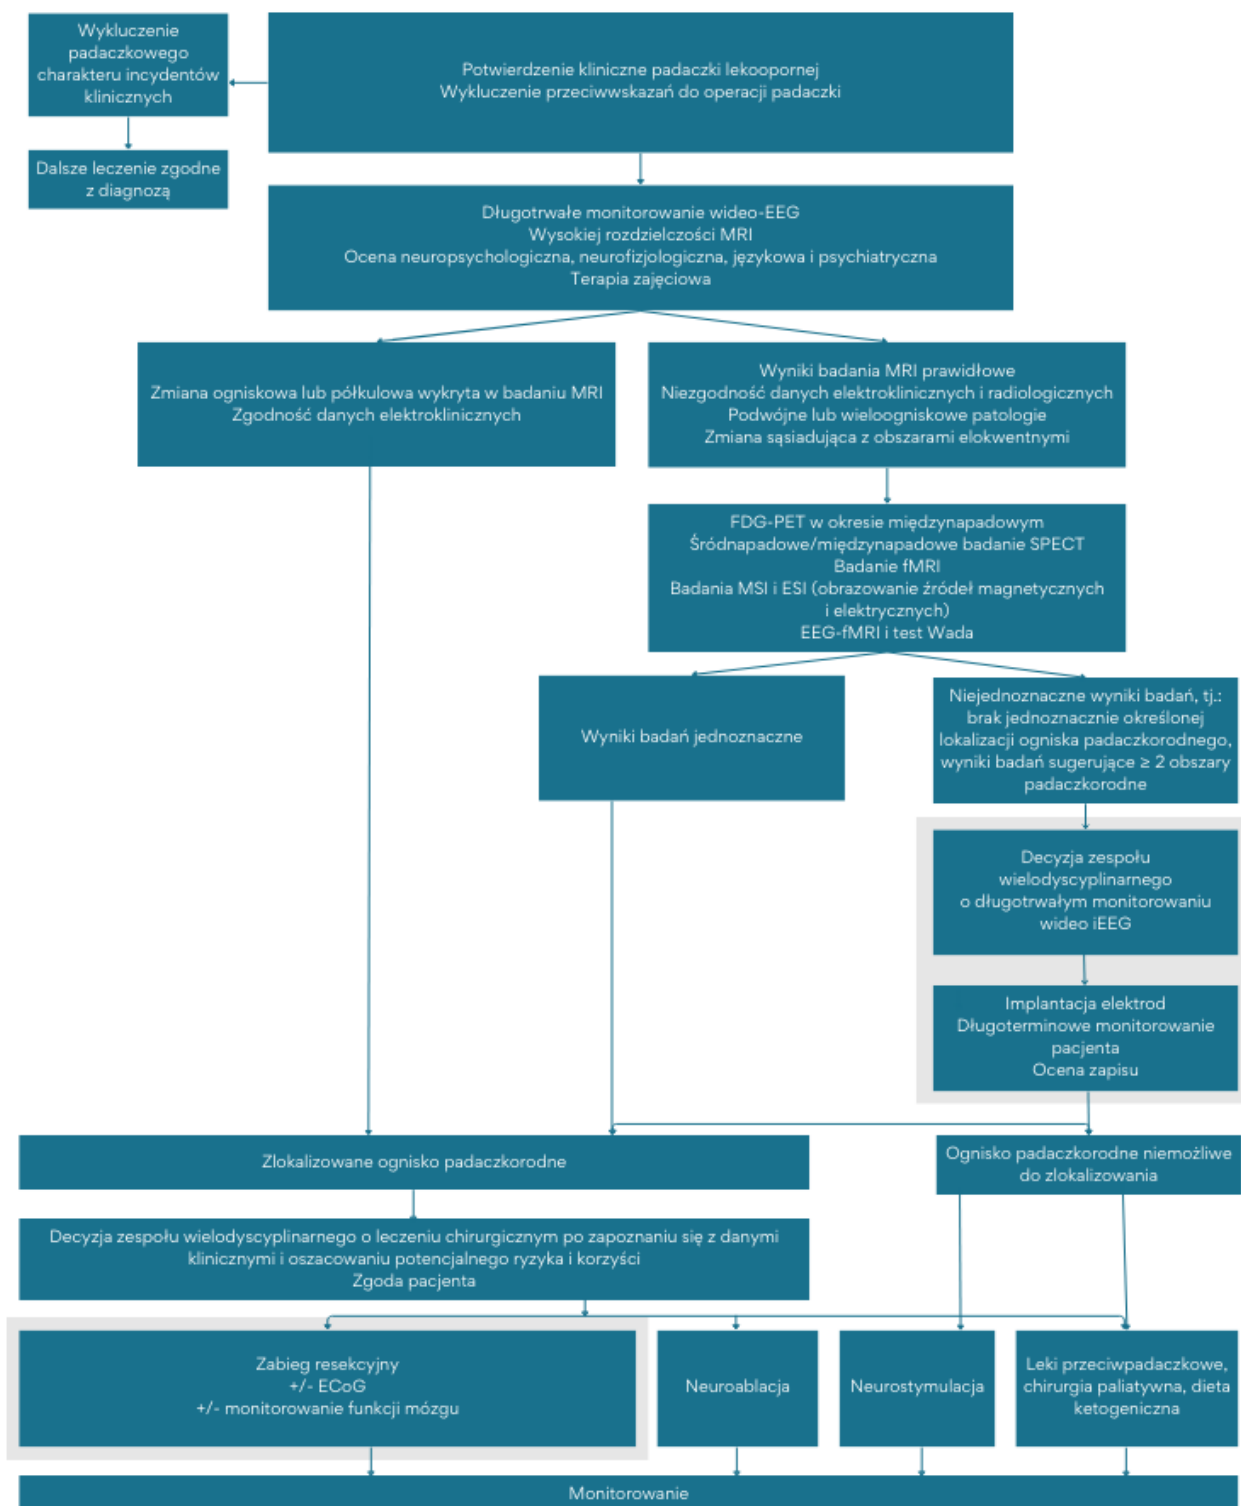 Wykluczenie
padaczkowego
charakteru incydentów
klinicznych
Potwierdzenie kliniczne padaczki lekoopornej
Wykluczenie przeciwwskazań do operacji padaczki
Dalsze leczenie zgodne
z diagnozą
Długotrwałe monitorowanie wideo-EEG
Wysokiej rozdzielczości MRI
Ocena neuropsychologiczna, neurofizjologiczna, językowa i psychiatryczna
Terapia zajęciowa
Zmiana ogniskowa lub półkulowa wykryta w badaniu MRI
Zgodność danych elektroklinicznych
Wyniki badania MRI prawidłowe
Niezgodność danych elektroklinicznych i radiologicznych
Podwójne lub wieloogniskowe patologie
Zmiana sąsiadująca z obszarami elokwentnymi
FDG-PET w okresie międzynapadowym
Śródnapadowe/międzynapadowe badanie SPECT
Badanie fMRI
Badania MSI i ESI (obrazowanie źródeł magnetycznych
i elektrycznych)
EEG-fMRI i test Wada
Wyniki badań jednoznaczne
Niejednoznaczne wyniki badań, tj.:
brak jednoznacznie określonej
lokalizacji ogniska padaczkorodnego,
wyniki badań sugerujące ≥ 2 obszary
padaczkorodne
Decyzja zespołu
wielodyscyplinarnego
o długotrwałym monitorowaniu
wideo iEEG
Implantacja elektrod
Długoterminowe monitorowanie
pacjenta
Ocena zapisu
Zlokalizowane ognisko padaczkorodne
Ognisko padaczkorodne niemożliwe
do zlokalizowania
Decyzja zespołu wielodyscyplinarnego o leczeniu chirurgicznym po zapoznaniu się z danymi
klinicznymi i oszacowaniu potencjalnego ryzyka i korzyści
Zgoda pacjenta
Zabieg resekcyjny
+/- ECoG
+/- monitorowanie funkcji mózgu
Neuroablacja
Neurostymulacja
Leki przeciwpadaczkowe,
chirurgia paliatywna, dieta
ketogeniczna
Monitorowanie